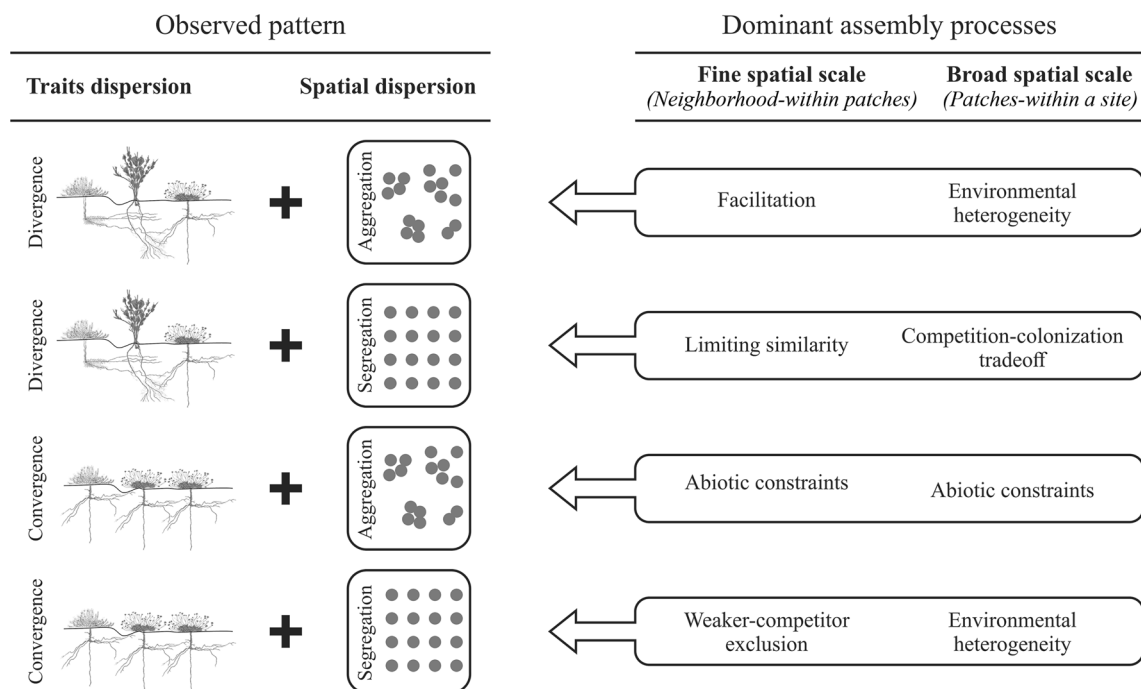 Observed pattern
Dominant assembly processes
Traits dispersion
Spatial dispersion
Fine spatial scale
(Neighborhood-within patches)
Broad spatial scale
(Patches-within a site)
Divergence
Aggregation
Facilitation
Environmental
heterogeneity
Divergence
Segregation
Limiting similarity
Competition-colonization
tradeoff
Convergence
Aggregation
Abiotic constraints
Abiotic constraints
Convergence
Segregation
Weaker-competitor
exclusion
Environmental
heterogeneity